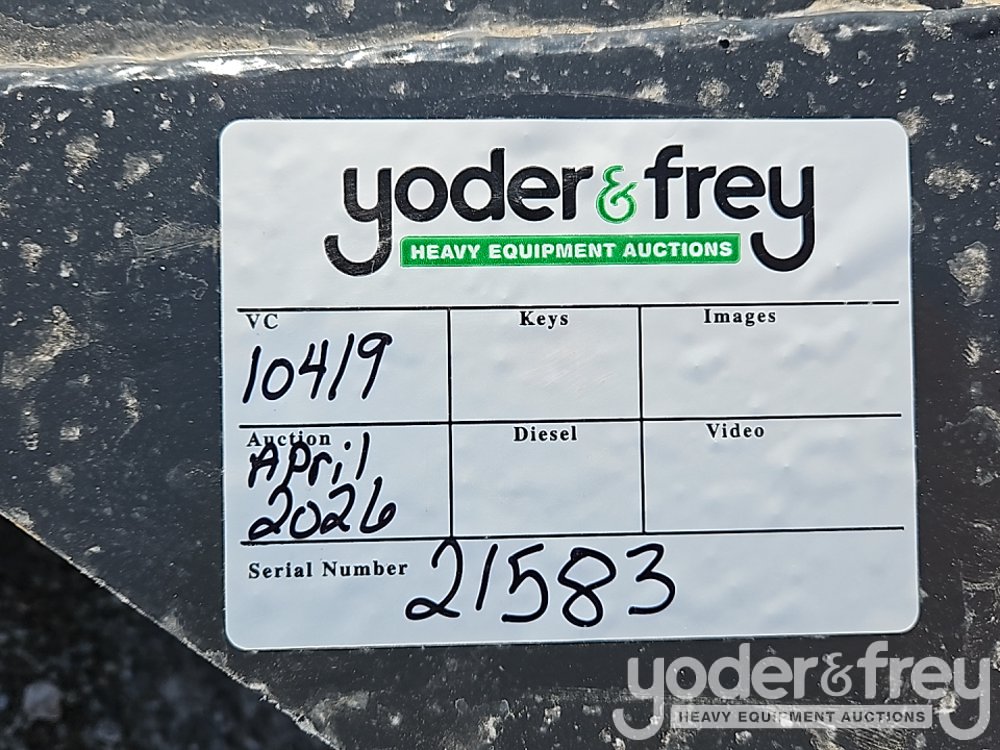 yoder & frey
HEAVY EQUIPMENT AUCTIONS
VC Keys Images
10419
Auction Diesel Video
April
2026
Serial Number 21583
yoder & frey
HEAVY EQUIPMENT AUCTIONS